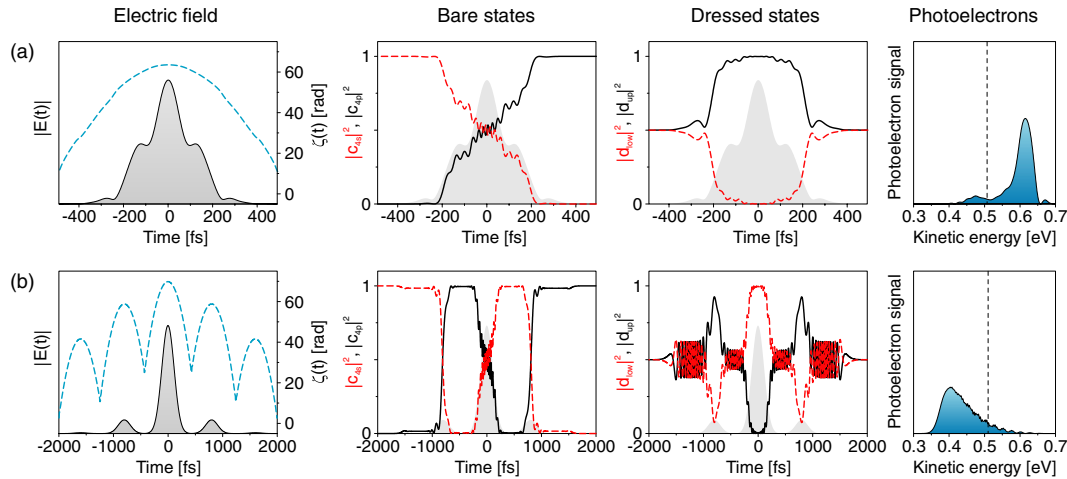 Electric field
Bare states
Dressed states
Photoelectrons
(a)
|E(t)|
60
40
20
0
ζ(t) [rad]
-400 -200 0 200 400
Time [fs]
|c4s|², |c4p|²
1
0
-400 -200 0 200 400
Time [fs]
|dlow|², |dup|²
1
0
-400 -200 0 200 400
Time [fs]
Photoelectron signal
0.3 0.4 0.5 0.6 0.7
Kinetic energy [eV]
(b)
|E(t)|
60
40
20
0
ζ(t) [rad]
-2000 -1000 0 1000 2000
Time [fs]
|c4s|², |c4p|²
1
0
-2000 -1000 0 1000 2000
Time [fs]
|dlow|², |dup|²
1
0
2000 -1000 0 1000 2000
Time [fs]
Photoelectron signal
0.3 0.4 0.5 0.6 0.7
Kinetic energy [eV]